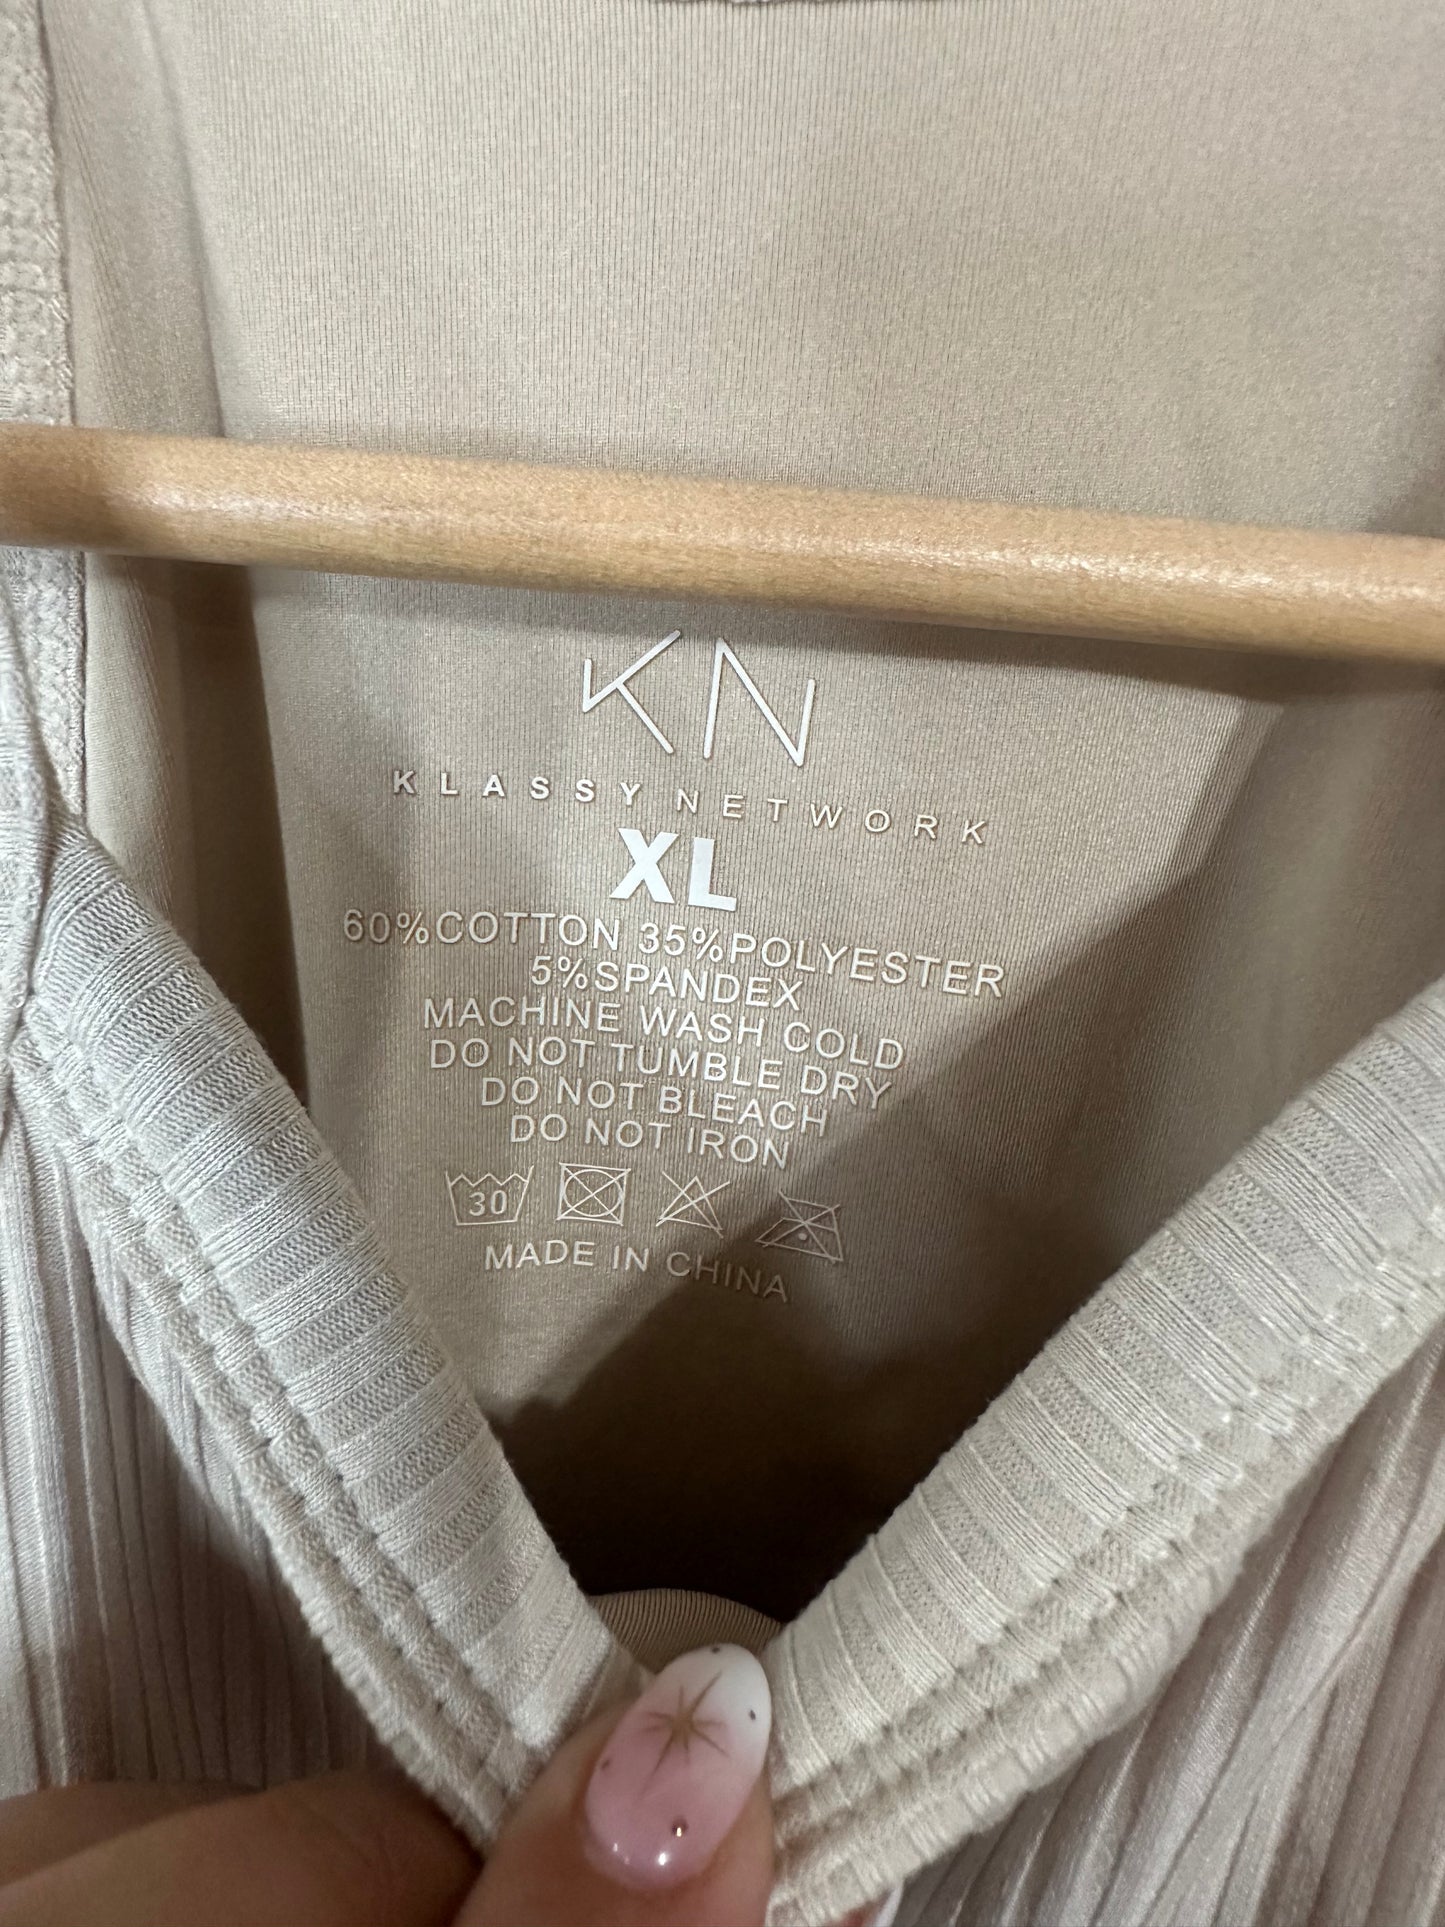 KN
KLASSY NETWORK
XL
60%COTTON 35%POLYESTER
5%SPANDEX
MACHINE WASH COLD
DO NOT TUMBLE DRY
DO NOT BLEACH
DO NOT IRON
30
MADE IN CHINA